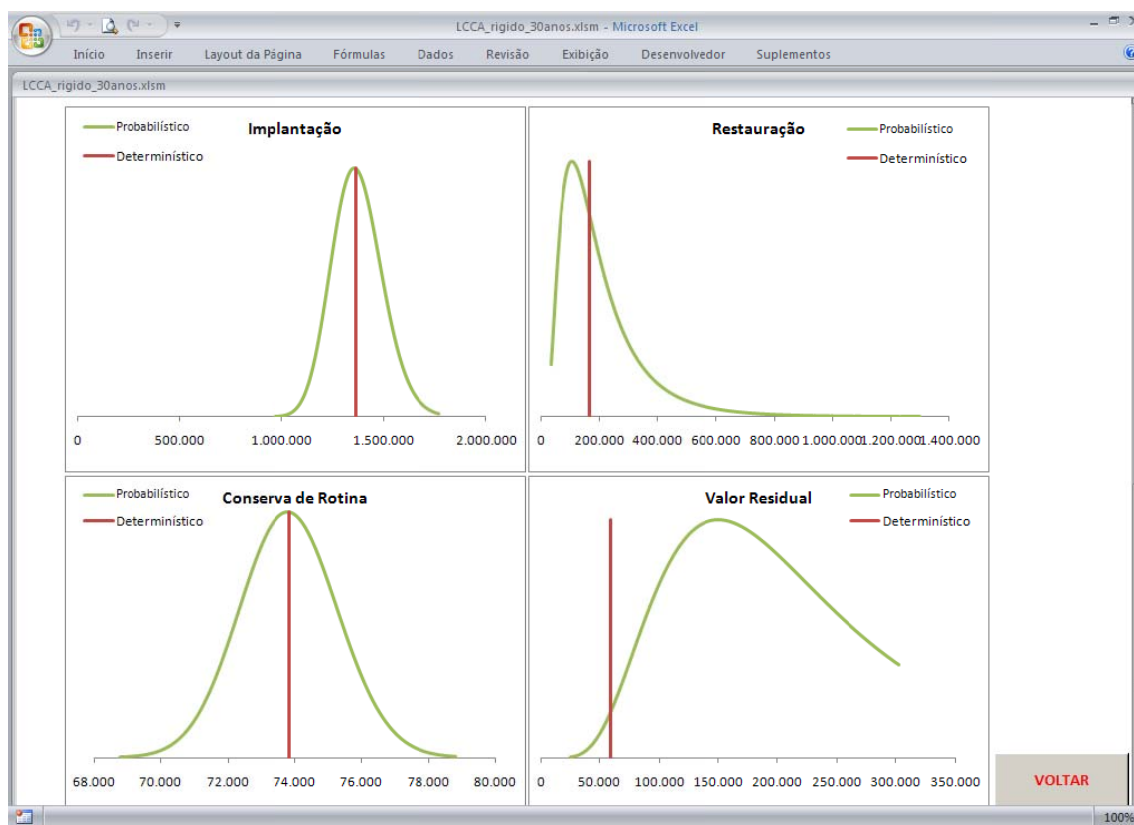 LCCA_rigido_30anos.xlsm - Microsoft Excel
Início Inserir Layout da Página Fórmulas Dados Revisão Exibição Desenvolvedor Suplementos
LCCA_rigido_30anos.xlsm
Implantação
Probabilístico
Determinístico
0 500.000 1.000.000 1.500.000 2.000.000
Restauração
Probabilístico
Determinístico
0 200.000 400.000 600.000 800.000 1.000.000 1.200.000 1.400.000
Conserva de Rotina
Probabilístico
Determinístico
68.000 70.000 72.000 74.000 76.000 78.000 80.000
Valor Residual
Probabilístico
Determinístico
0 50.000 100.000 150.000 200.000 250.000 300.000 350.000
VOLTAR
100%